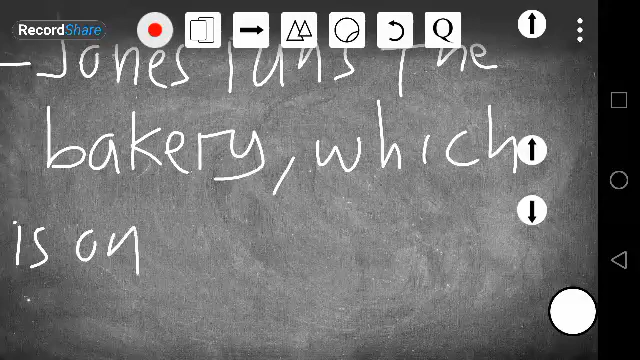 RecordShare
Q
- Jones runs the
bakery, which
is on